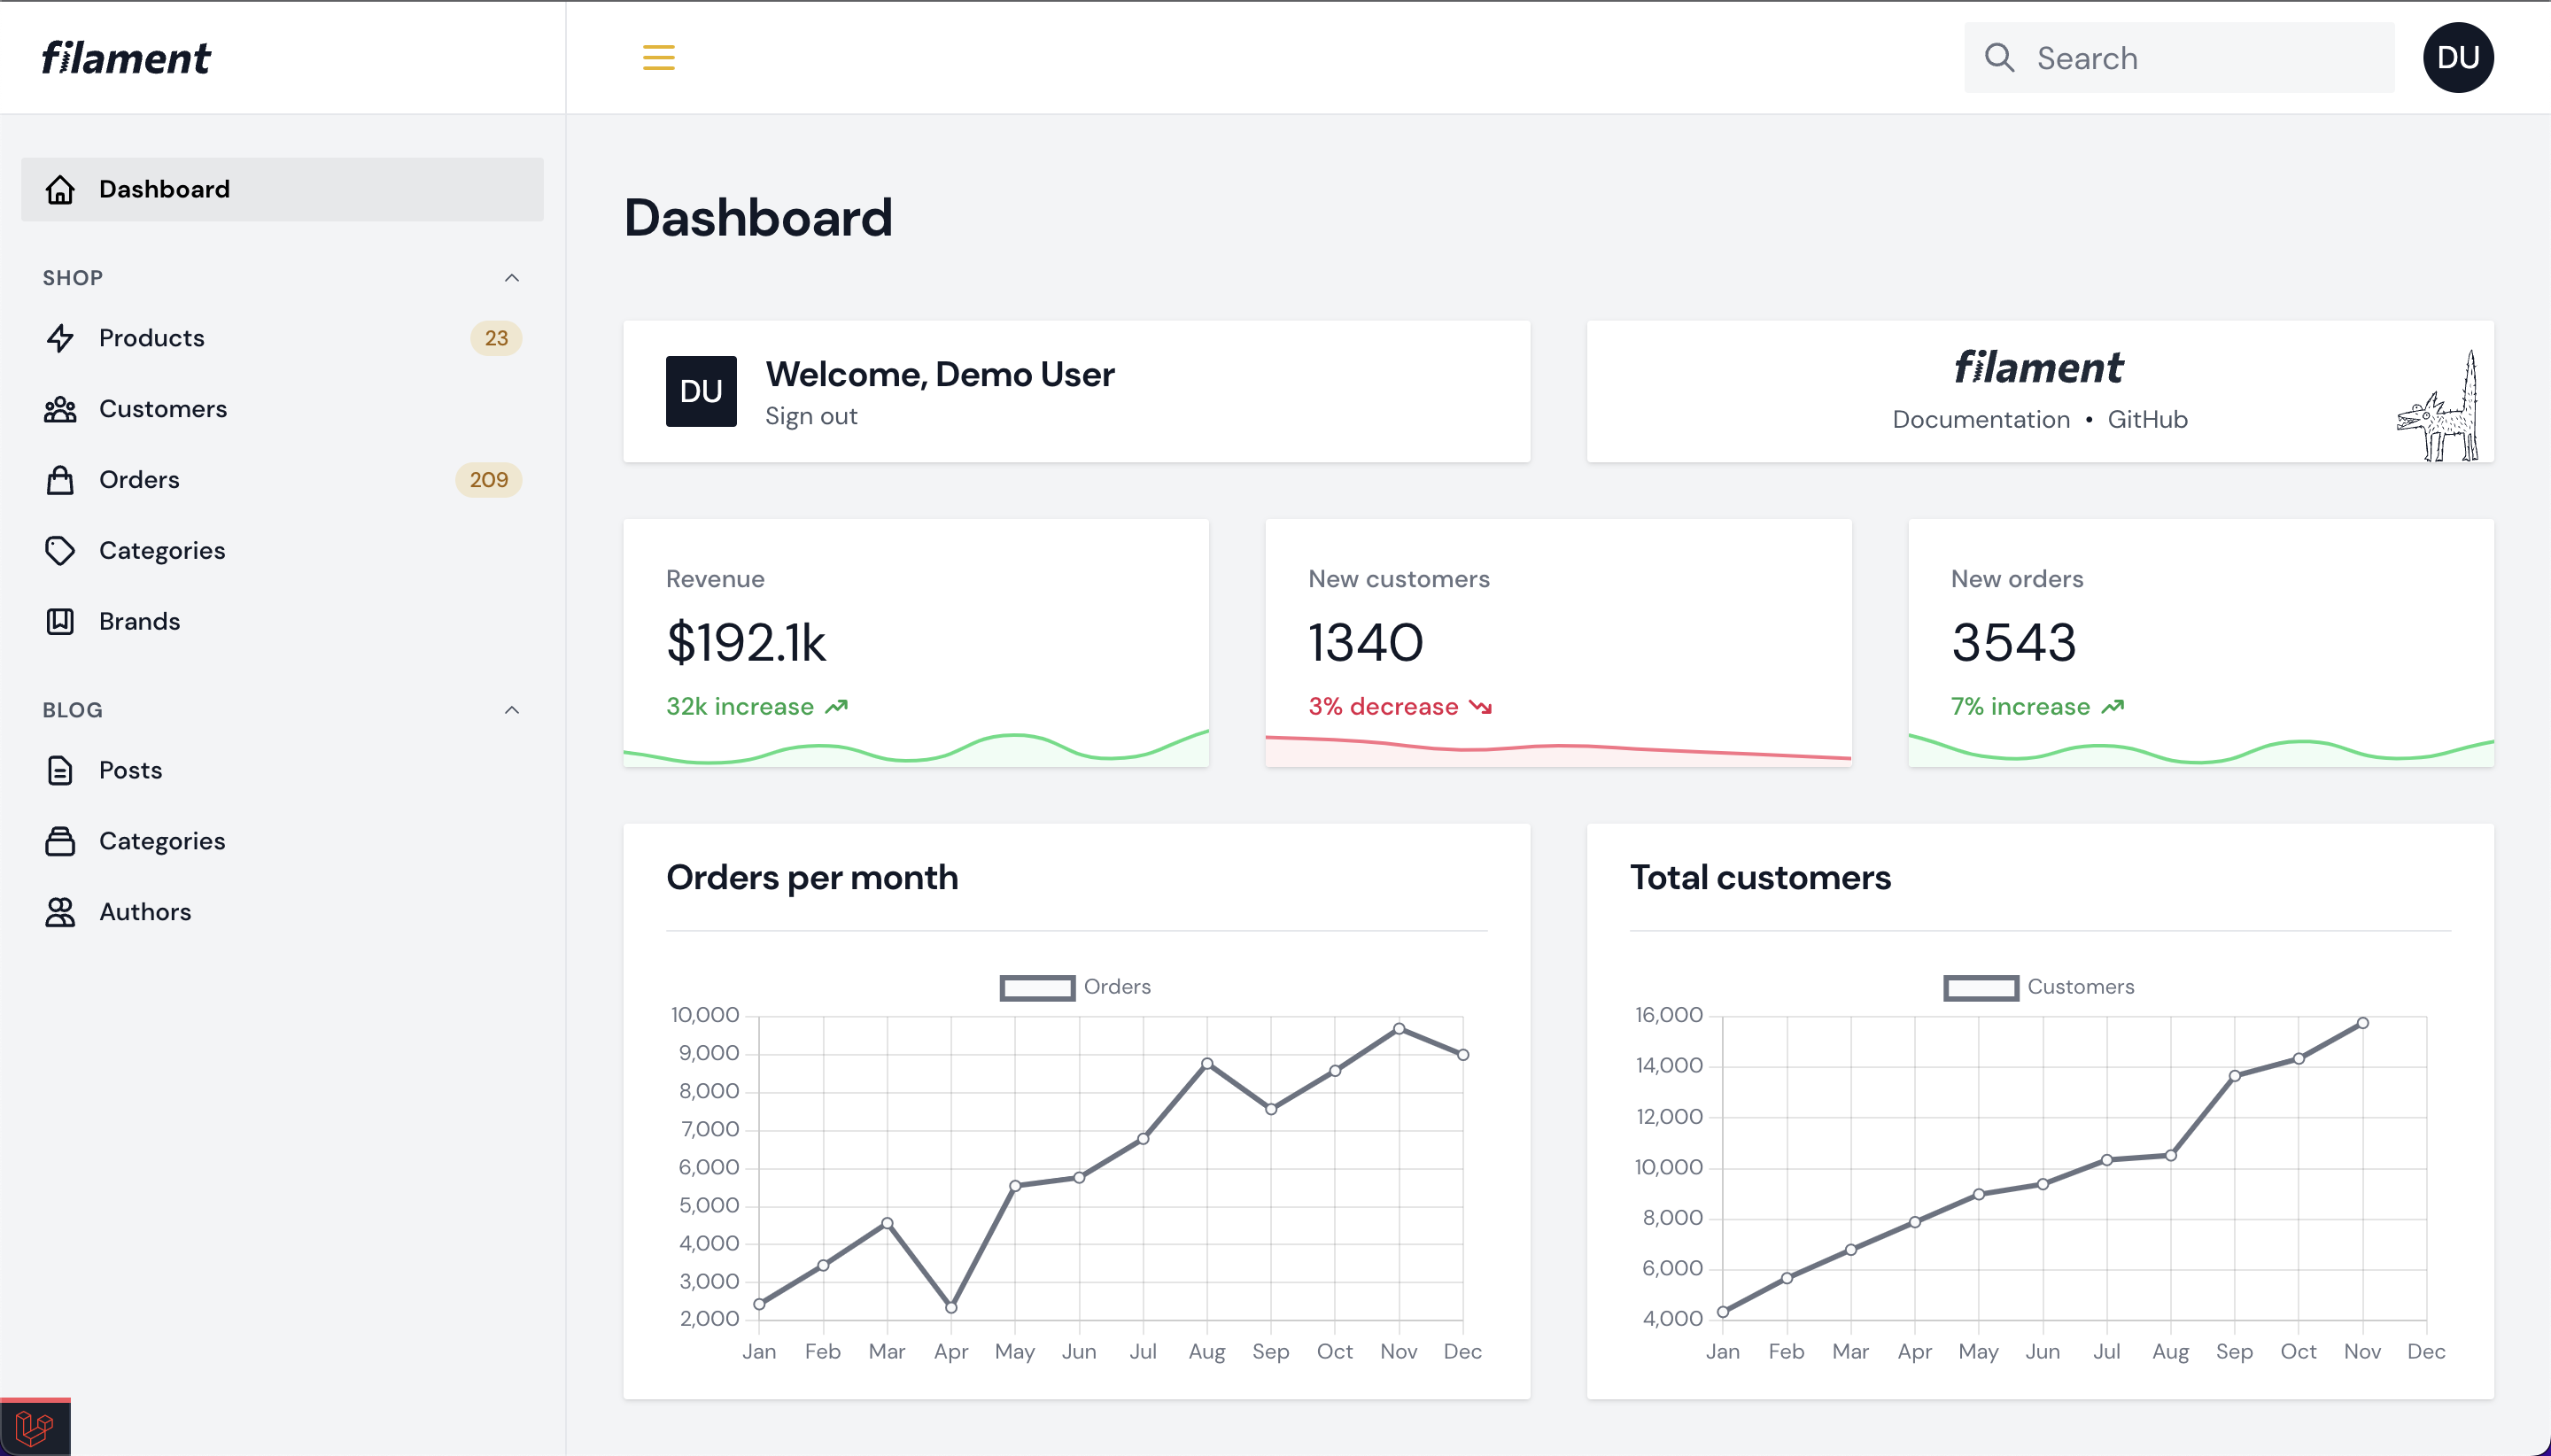 filament
Search
DU
Dashboard
SHOP
Products 23
Customers
Orders 209
Categories
Brands
BLOG
Posts
Categories
Authors
Dashboard
DU
Welcome, Demo User
Sign out
filament
Documentation • GitHub
Revenue
$192.1k
32k increase
New customers
1340
3% decrease
New orders
3543
7% increase
Orders per month
Orders
10,000
9,000
8,000
7,000
6,000
5,000
4,000
3,000
2,000
Jan Feb Mar Apr May Jun Jul Aug Sep Oct Nov Dec
Total customers
Customers
16,000
14,000
12,000
10,000
8,000
6,000
4,000
Jan Feb Mar Apr May Jun Jul Aug Sep Oct Nov Dec